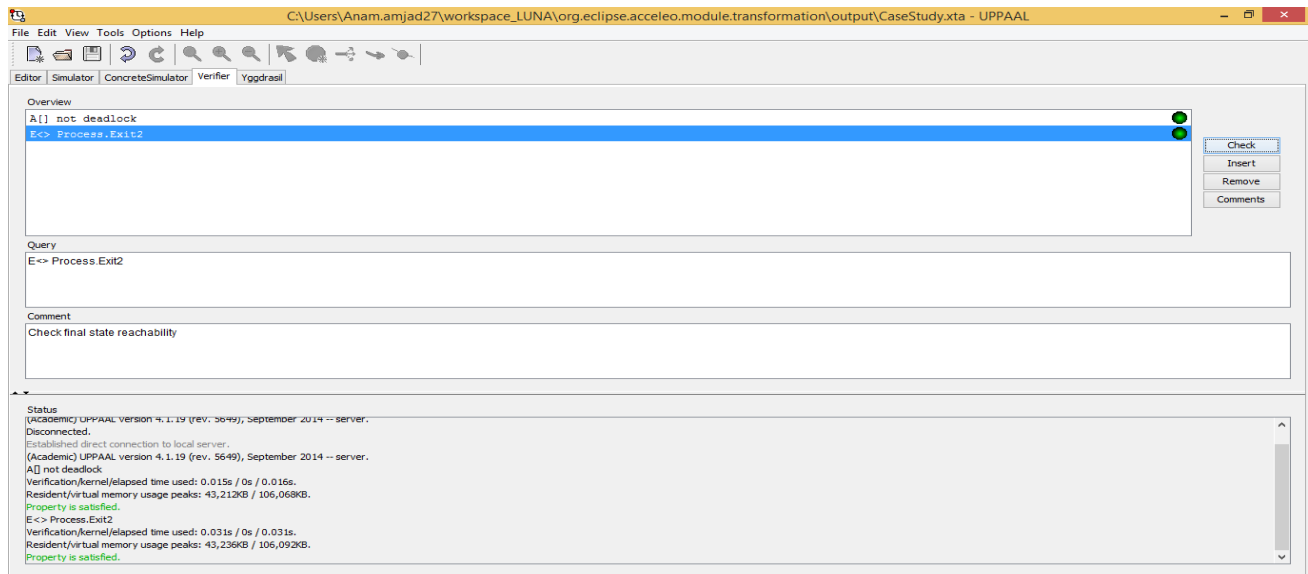 C:\Users\Anam.amjad27\workspace_LUNA\org.eclipse.acceleo.module.transformation\output\CaseStudy.xta - UPPAAL
File Edit View Tools Options Help
Editor Simulator ConcreteSimulator Verifier Yggdrasil
Overview
A[] not deadlock
E<> Process.Exit2
Check
Insert
Remove
Comments
Query
E<> Process.Exit2
Comment
Check final state reachability
Status
(Academic) UPPAAL version 4.1.19 (rev. 5649), September 2014 -- server.
Disconnected.
Established direct connection to local server.
(Academic) UPPAAL version 4.1.19 (rev. 5649), September 2014 -- server.
A[] not deadlock
Verification/kernel/elapsed time used: 0.015s / 0s / 0.016s.
Resident/virtual memory usage peaks: 43,212KB / 106,068KB.
Property is satisfied.
E<> Process.Exit2
Verification/kernel/elapsed time used: 0.031s / 0s / 0.031s.
Resident/virtual memory usage peaks: 43,236KB / 106,092KB.
Property is satisfied.